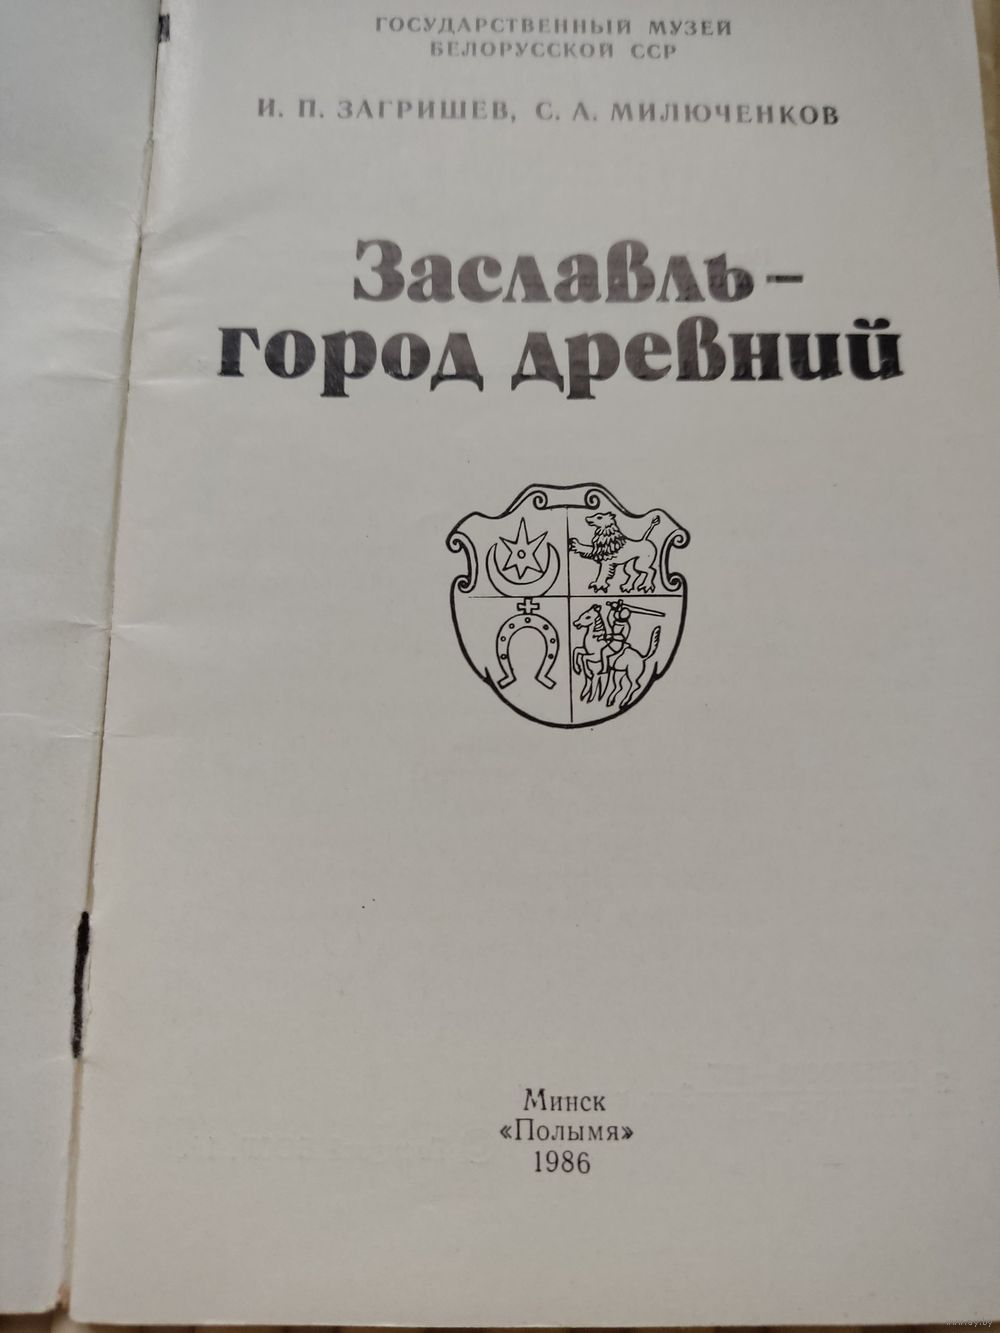 ГОСУДАРСТВЕННЫЙ МУЗЕЙ
БЕЛОРУССКОЙ ССР
И. П. ЗАГРИШЕВ, С. А. МИЛЮЧЕНКОВ
Заславль —
город древний
Минск
«Полымя»
1986